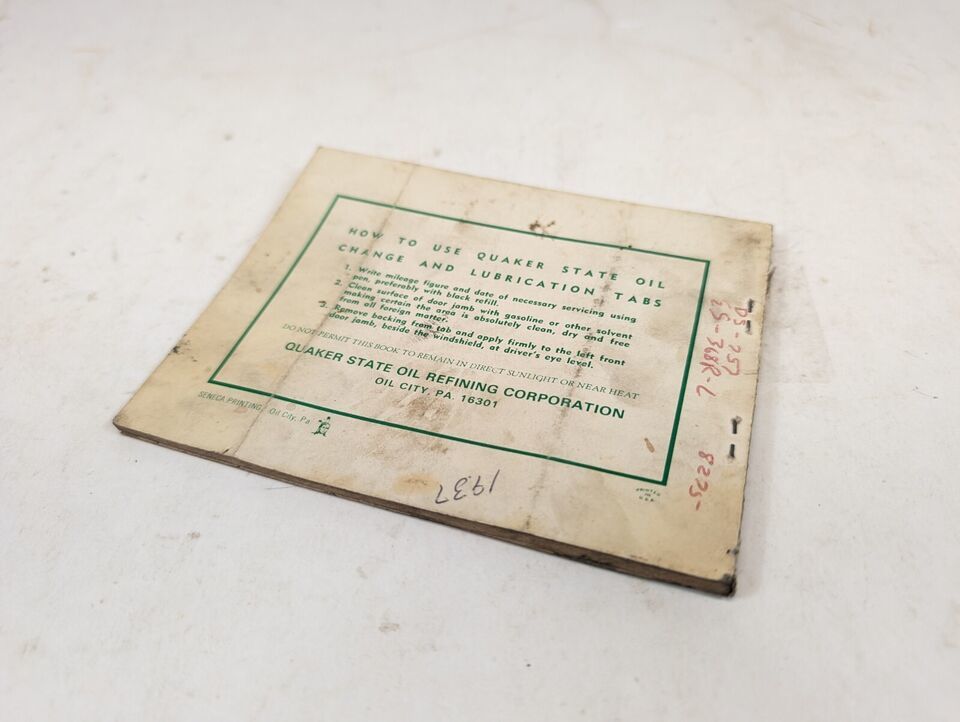 HOW TO USE QUAKER STATE OIL
CHANGE AND LUBRICATION TABS
1. Write mileage figure and date of necessary servicing using
pen, preferably with black refill.
2. Clean surface of door jamb with gasoline or other solvent
making certain the area is absolutely clean, dry and free
from all foreign matter.
3. Remove backing from tab and apply firmly to the left front
door jamb, beside the windshield, at driver's eye level.
DO NOT PERMIT THIS BOOK TO REMAIN IN DIRECT SUNLIGHT OR NEAR HEAT
QUAKER STATE OIL REFINING CORPORATION
OIL CITY, PA. 16301
SENECA PRINTING, Oil City, Pa
PRINTED
IN
U.S.A.
1937
8225-